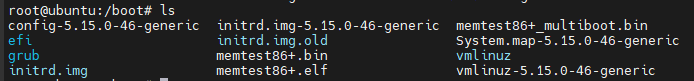 root@ubuntu:/boot# ls
config-5.15.0-46-generic initrd.img-5.15.0-46-generic memtest86+_multiboot.bin
efi initrd.img.old System.map-5.15.0-46-generic
grub memtest86+.bin vmlinuz
initrd.img memtest86+.elf vmlinuz-5.15.0-46-generic